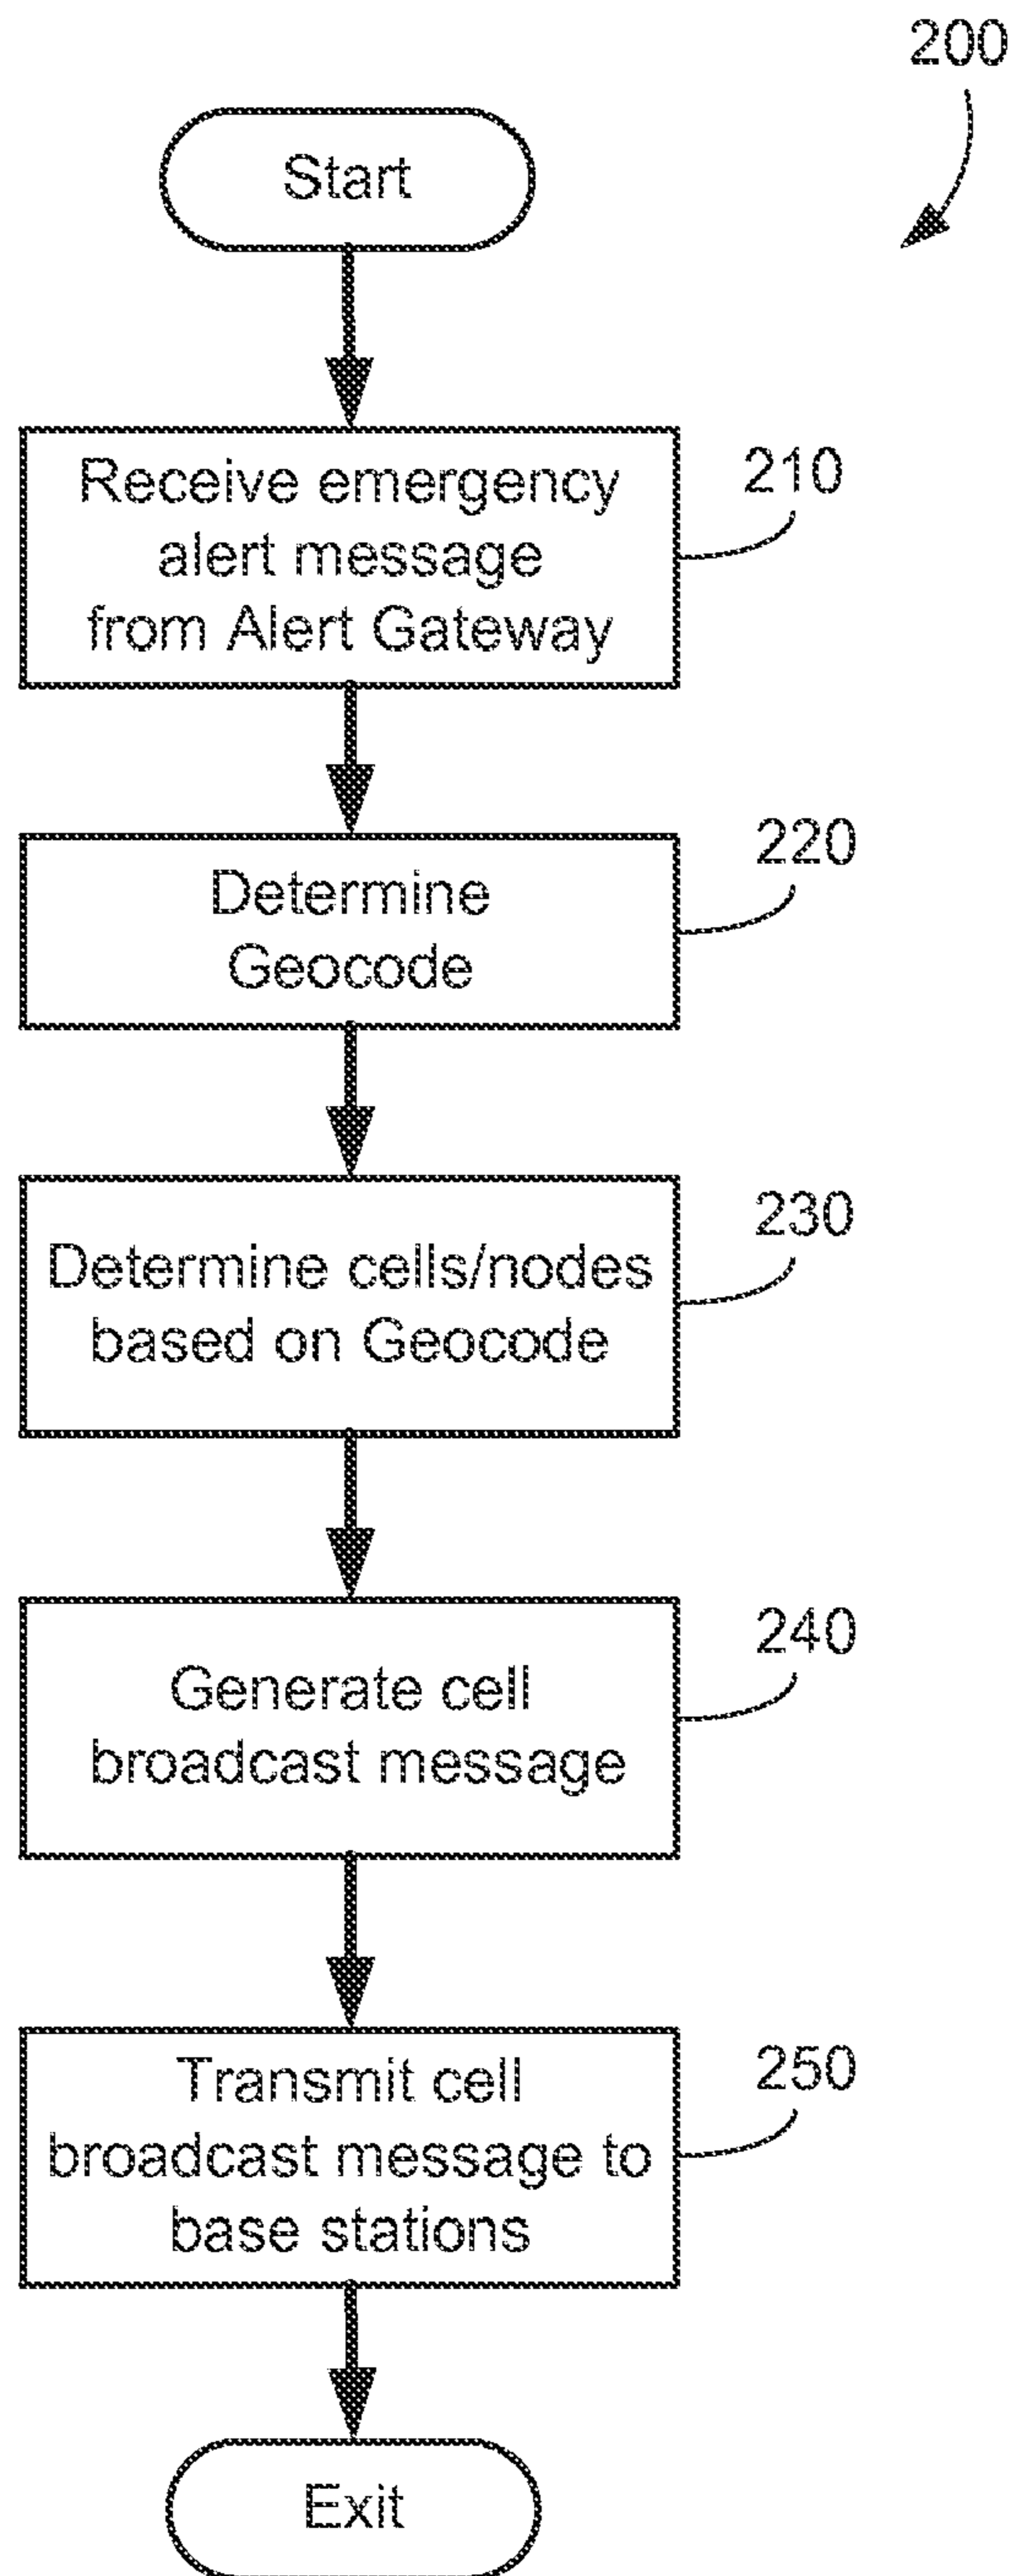 200
Start
Receive emergency
alert message
from Alert Gateway
210
Determine
Geocode
220
Determine cells/nodes
based on Geocode
230
Generate cell
broadcast message
240
Transmit cell
broadcast message to
base stations
250
Exit